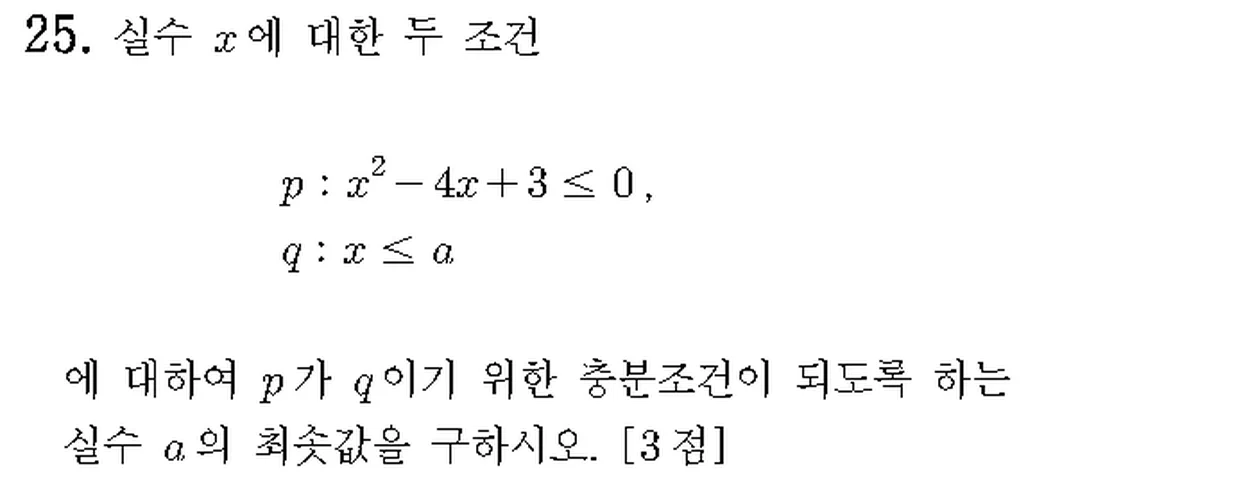 25. 실수 x에 대한 두 조건
p : x² - 4x + 3 ≤ 0,
q : x ≤ a
에 대하여 p가 q이기 위한 충분조건이 되도록 하는
실수 a의 최솟값을 구하시오. [3점]